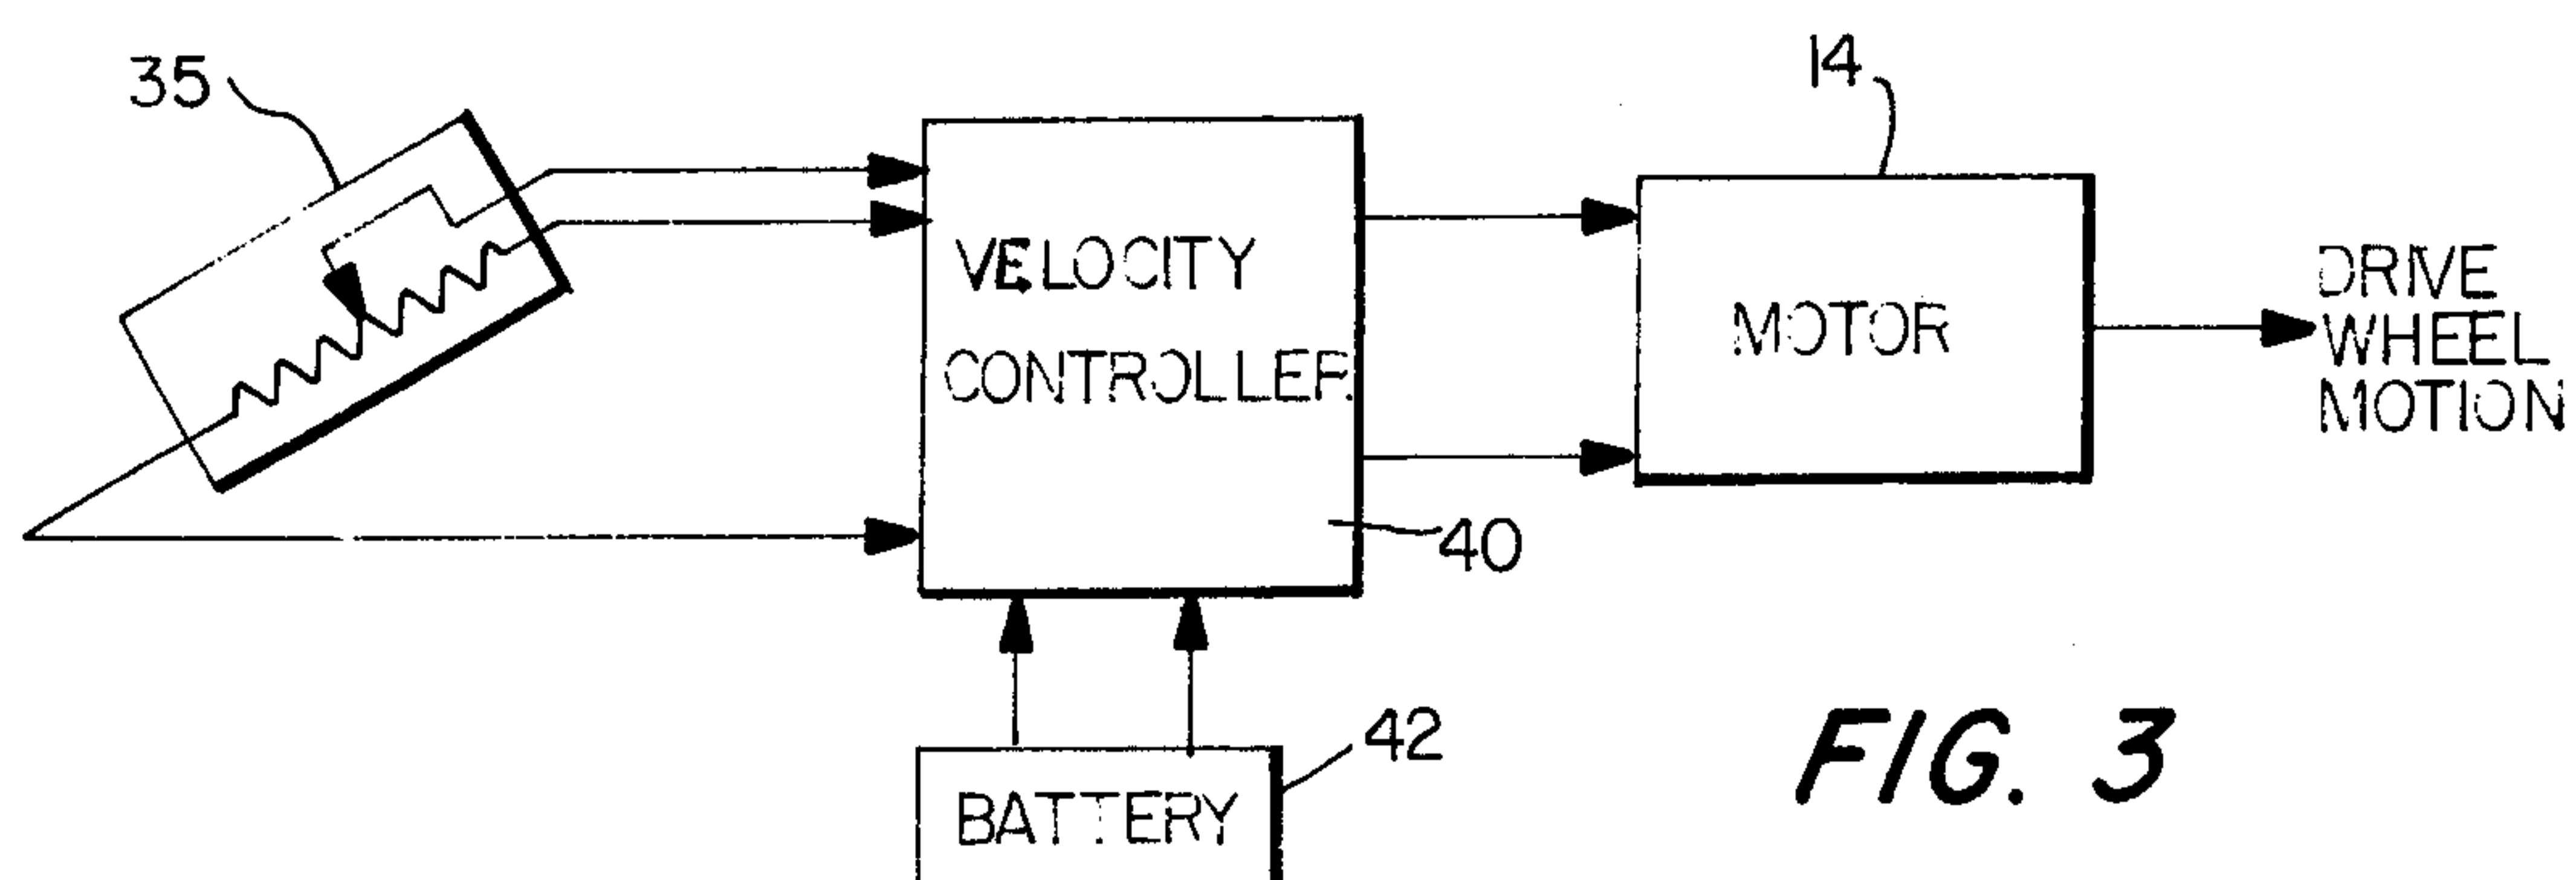 35
14
VELOCITY
CONTROLLER
MOTOR
DRIVE
WHEEL
MOTION
40
42
BATTERY
FIG. 3